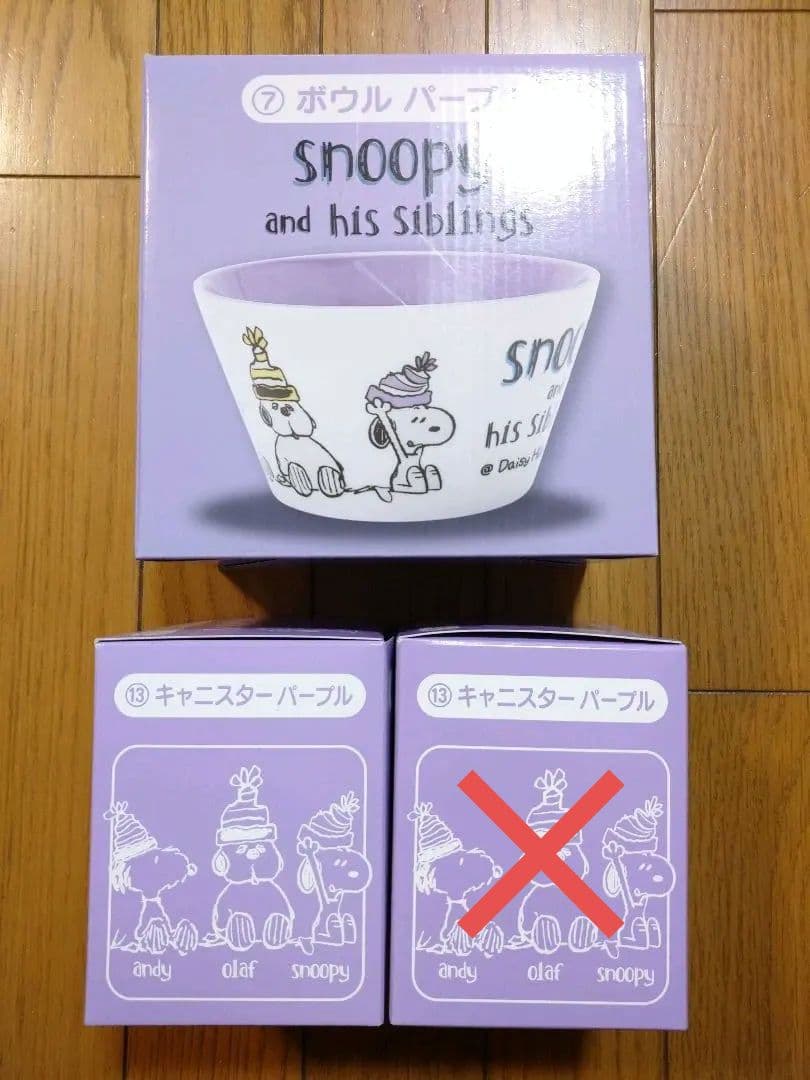 ⑦ ボウル パープ
snoopy
and his siblings
snoo
an
his sib
@ Daisy Hi
⑬ キャニスター パープル
⑬ キャニスター パープル
andy olaf snoopy
andy olaf snoopy